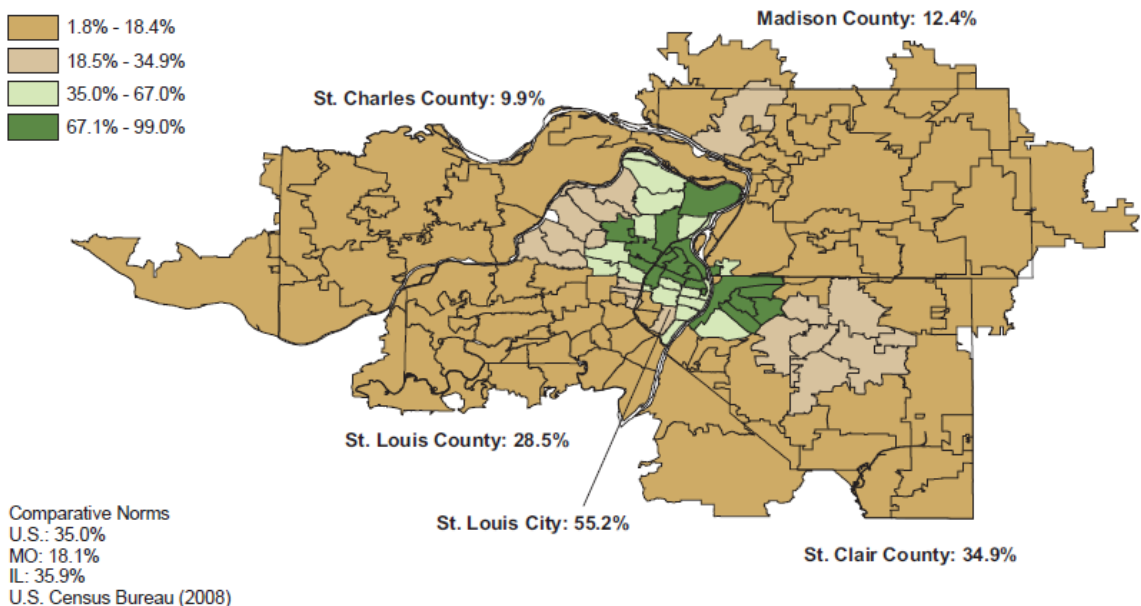 1.8% - 18.4%
18.5% - 34.9%
35.0% - 67.0%
67.1% - 99.0%
Madison County: 12.4%
St. Charles County: 9.9%
St. Louis County: 28.5%
St. Louis City: 55.2%
St. Clair County: 34.9%
Comparative Norms
U.S.: 35.0%
MO: 18.1%
IL: 35.9%
U.S. Census Bureau (2008)